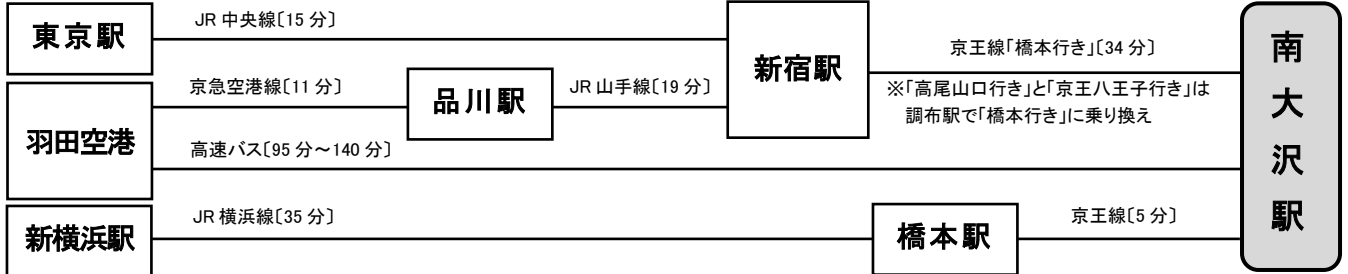 東京駅
JR 中央線〔15 分〕
新宿駅
京王線「橋本行き」〔34 分〕
※「高尾山口行き」と「京王八王子行き」は
調布駅で「橋本行き」に乗り換え
南大沢駅
羽田空港
京急空港線〔11 分〕
品川駅
JR 山手線〔19 分〕
高速バス〔95 分～140 分〕
新横浜駅
JR 横浜線〔35 分〕
橋本駅
京王線〔5 分〕